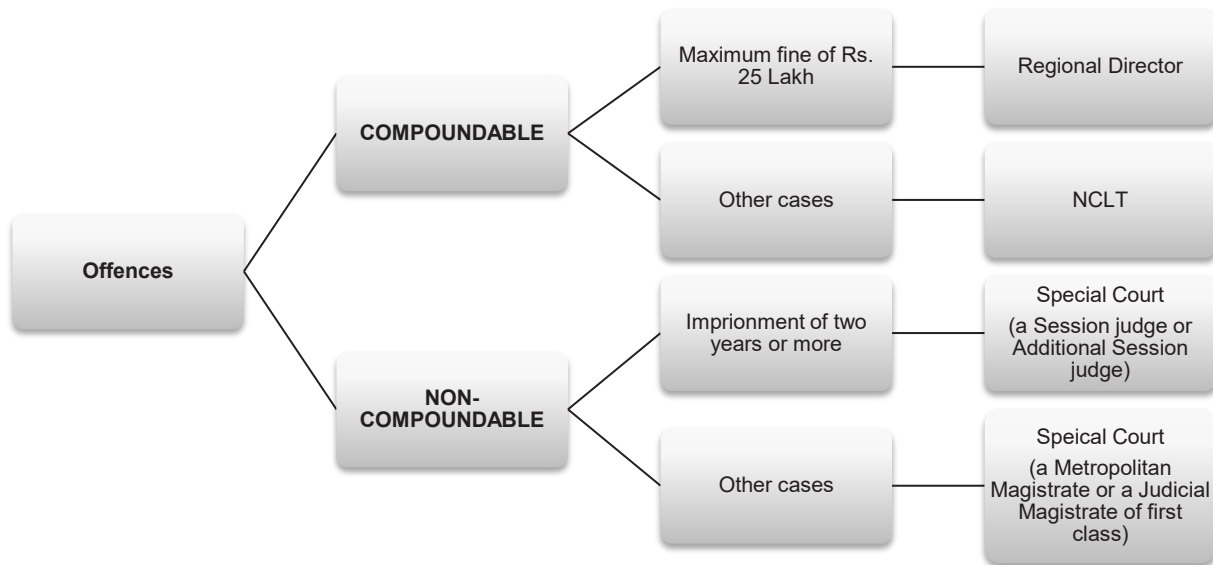 Offences
COMPOUNDABLE
Maximum fine of Rs.
25 Lakh
Regional Director
Other cases
NCLT
NON-
COMPOUNDABLE
Imprionment of two
years or more
Special Court
(a Session judge or
Additional Session
judge)
Other cases
Speical Court
(a Metropolitan
Magistrate or a Judicial
Magistrate of first
class)